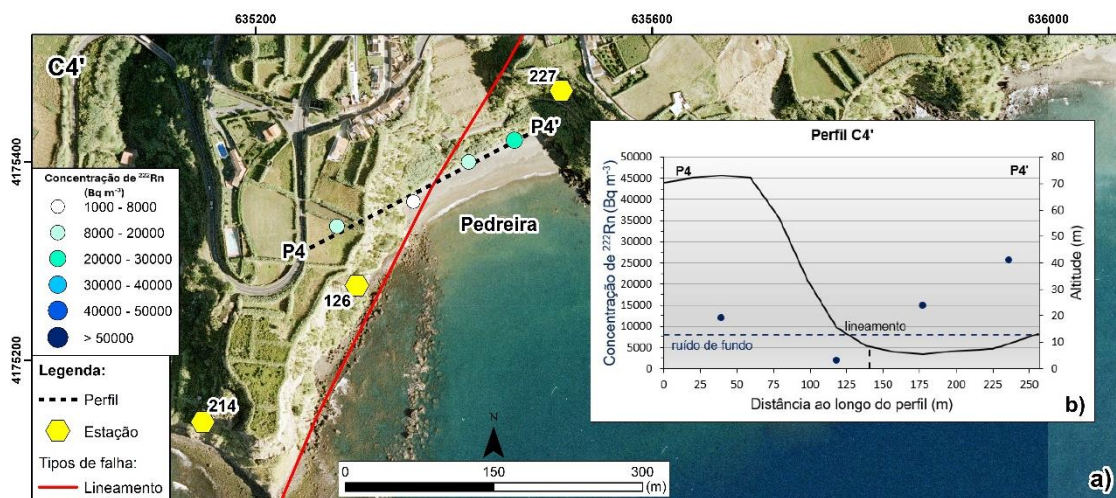 635200
635600
636000
C4'
227
P4'
4175400
Concentração de ²²²Rn
(Bq m⁻³)
1000 - 8000
8000 - 20000
20000 - 30000
30000 - 40000
40000 - 50000
> 50000
P4
Pedreira
126
4175200
Legenda:
Perfil
Estação
Tipos de falha:
Lineamento
214
N
0
150
300
(m)
a)
Perfil C4'
P4
P4'
Concentração de ²²²Rn (Bq m⁻³)
50000
45000
40000
35000
30000
25000
20000
15000
10000
5000
0
80
70
60
50
40
30
20
10
0
Altitude (m)
lineamento
ruído de fundo
0 25 50 75 100 125 150 175 200 225 250
Distância ao longo do perfil (m)
b)